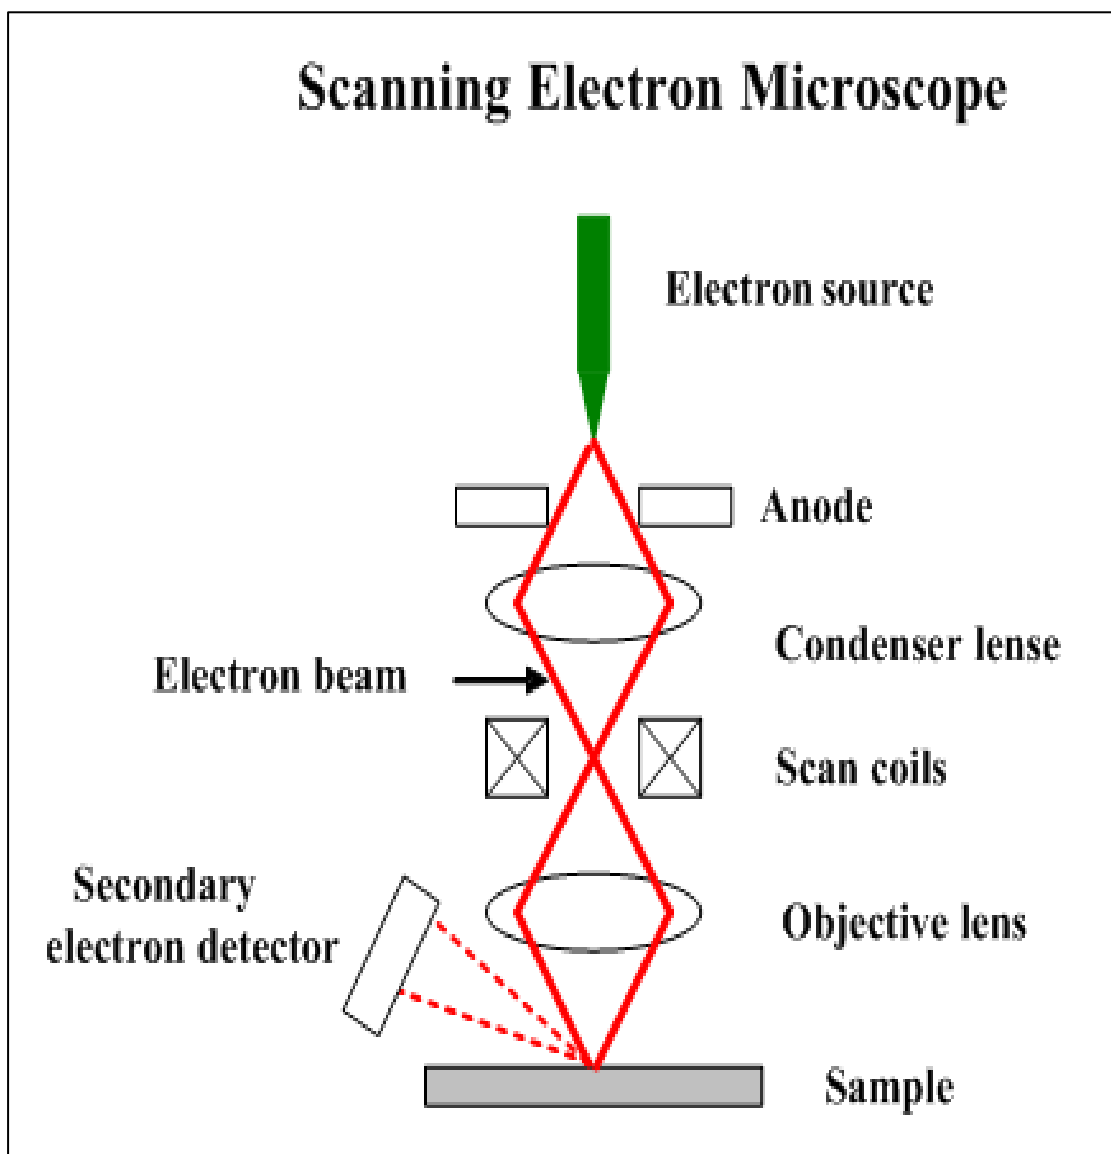 Scanning Electron Microscope
Electron source
Anode
Condenser lense
Electron beam
Scan coils
Secondary
electron detector
Objective lens
Sample